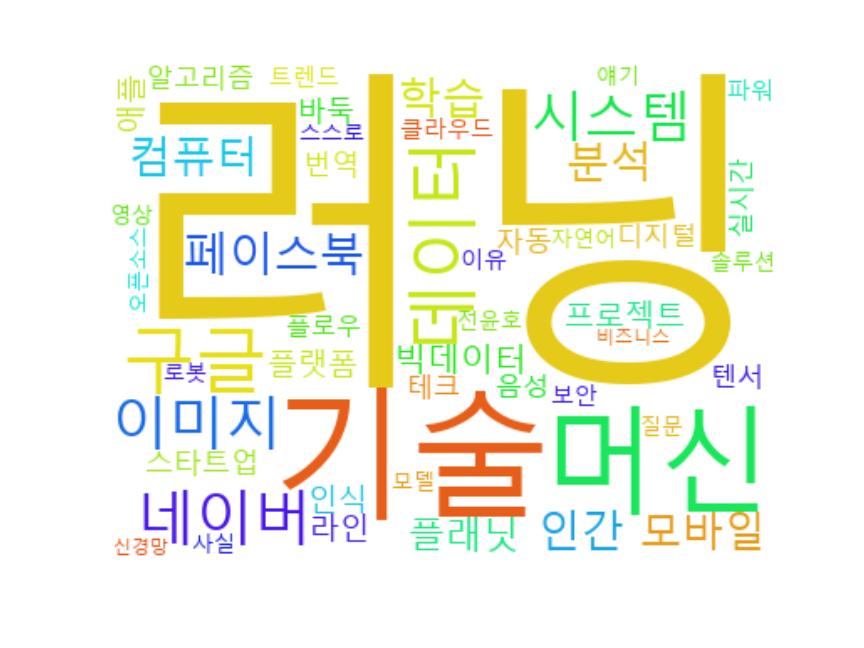 러닝
애플
알고리즘
트렌드
학습
얘기
파워
바둑
스스로
클라우드
시스템
컴퓨터
번역
데이터
분석
실시간
영상
오픈소스
페이스북
이유
자동
자연어
디지털
솔루션
플로우
전윤호
프로젝트
비즈니스
구글
로봇
플랫폼
빅데이터
테크
음성
보안
텐서
이미지
기술
머신
질문
스타트업
모델
네이버
인식
라인
사실
신경망
플래닛
인간
모바일